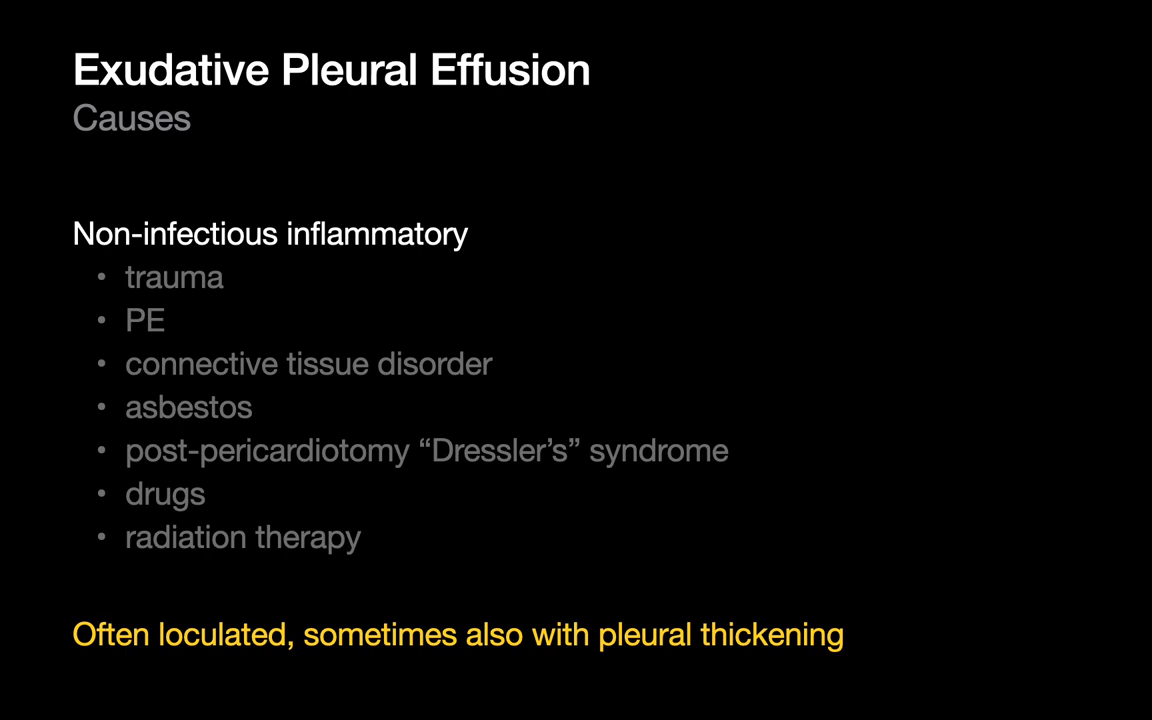 Exudative Pleural Effusion
Causes
Non-infectious inflammatory
• trauma
• PE
• connective tissue disorder
• asbestos
• post-pericardiotomy “Dressler’s” syndrome
• drugs
• radiation therapy
Often loculated, sometimes also with pleural thickening